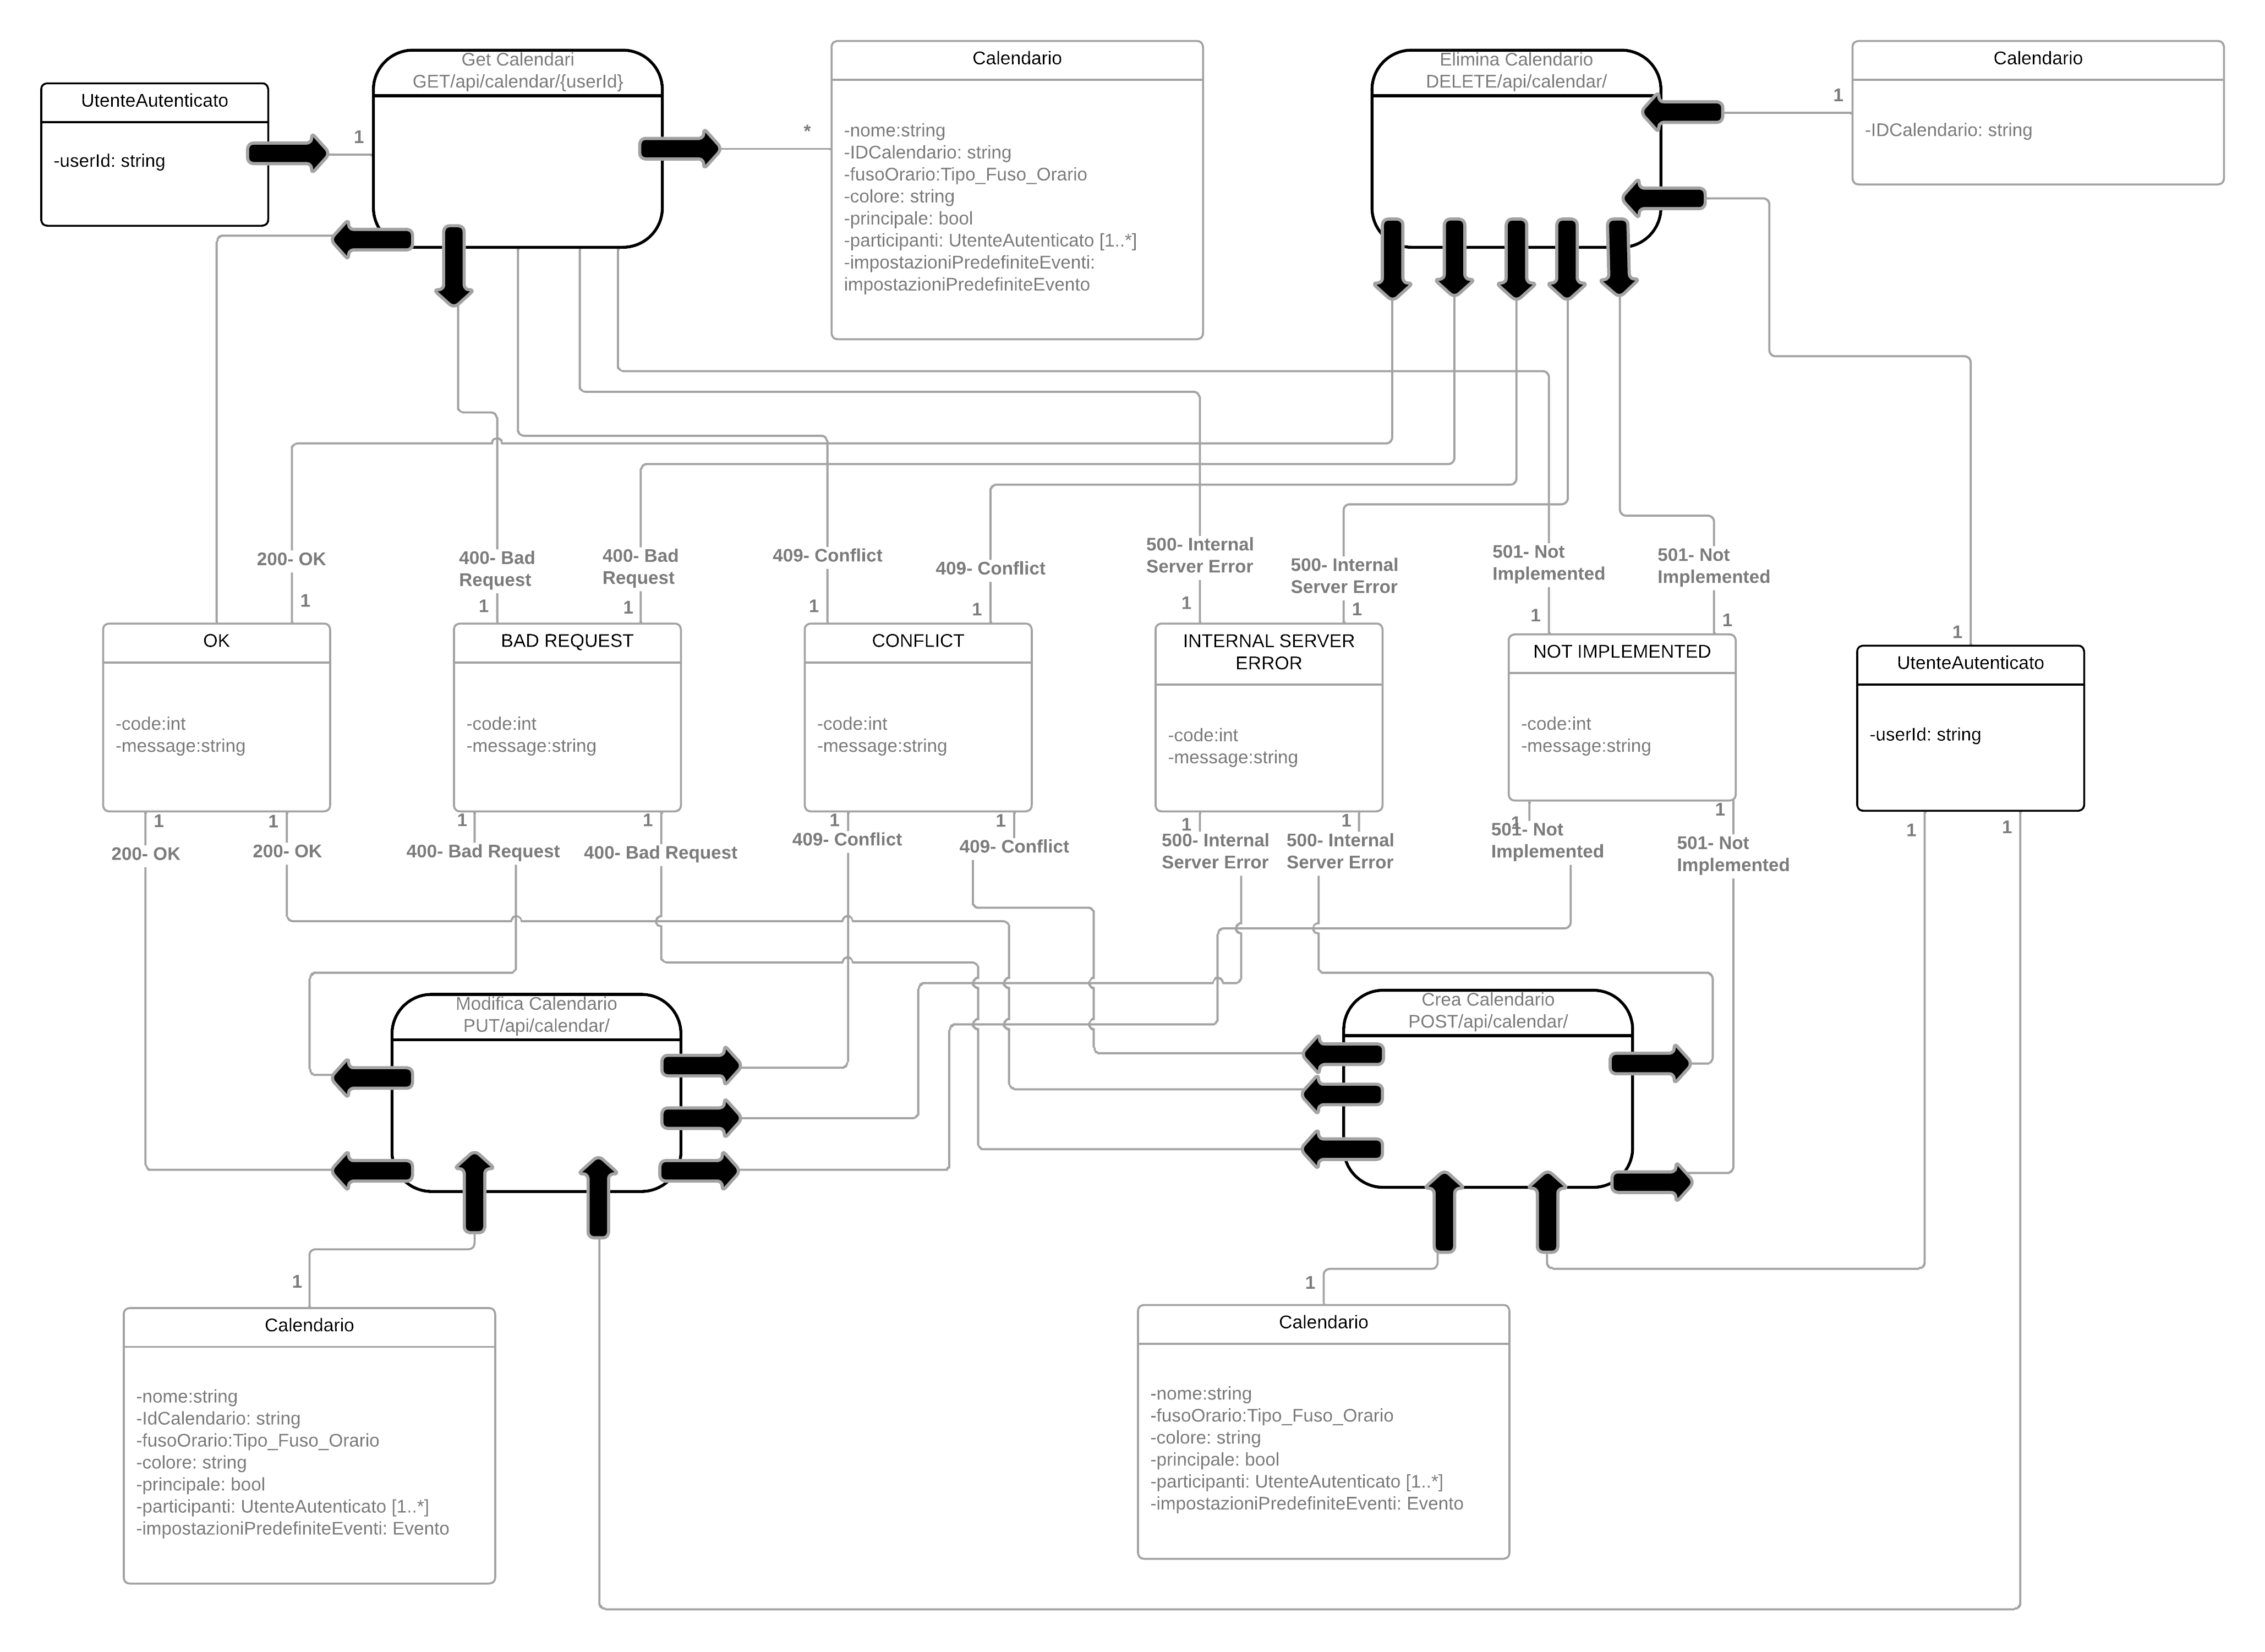 Get Calendari
GET/api/calendar/{userId}
Calendario
-nome:string
-IDCalendario: string
-fusoOrario:Tipo_Fuso_Orario
-colore: string
-principale: bool
-participanti: UtenteAutenticato [1..*]
-impostazioniPredefiniteEventi:
impostazioniPredefiniteEvento
Elimina Calendario
DELETE/api/calendar/
Calendario
-IDCalendario: string
UtenteAutenticato
-userId: string
1
*
1
200- OK
400- Bad
Request
400- Bad
Request
409- Conflict
409- Conflict
500- Internal
Server Error
500- Internal
Server Error
501- Not
Implemented
501- Not
Implemented
1
1
1
1
1
1
1
1
1
1
OK
-code:int
-message:string
BAD REQUEST
-code:int
-message:string
CONFLICT
-code:int
-message:string
INTERNAL SERVER
ERROR
-code:int
-message:string
NOT IMPLEMENTED
-code:int
-message:string
UtenteAutenticato
-userId: string
1
1
1
1
1
1
1
1
1
1
1
1
200- OK
200- OK
400- Bad Request
400- Bad Request
409- Conflict
409- Conflict
500- Internal
Server Error
500- Internal
Server Error
501- Not
Implemented
501- Not
Implemented
Modifica Calendario
PUT/api/calendar/
Crea Calendario
POST/api/calendar/
1
1
Calendario
-nome:string
-IdCalendario: string
-fusoOrario:Tipo_Fuso_Orario
-colore: string
-principale: bool
-participanti: UtenteAutenticato [1..*]
-impostazioniPredefiniteEventi: Evento
Calendario
-nome:string
-fusoOrario:Tipo_Fuso_Orario
-colore: string
-principale: bool
-participanti: UtenteAutenticato [1..*]
-impostazioniPredefiniteEventi: Evento